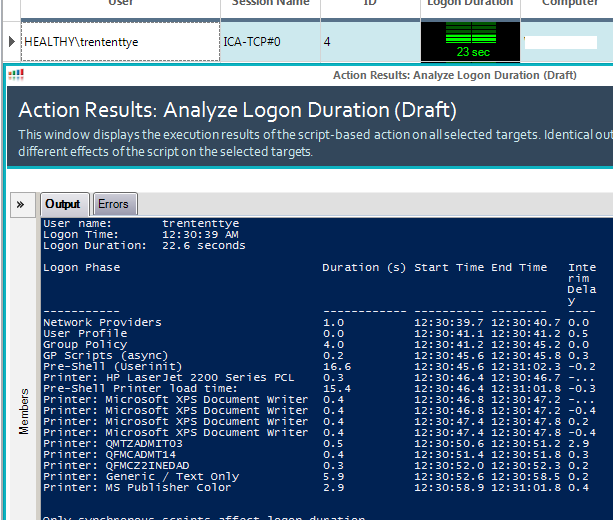 User Session Name ID Logon Duration Computer
HEALTHY\trententtye ICA-TCP#0 4 23 sec
Action Results: Analyze Logon Duration (Draft)
Action Results: Analyze Logon Duration (Draft)
This window displays the execution results of the script-based action on all selected targets. Identical out
different effects of the script on the selected targets.
» Output Errors
Members
User name: trententtye
Logon Time: 12:30:39 AM
Logon Duration: 22.6 seconds
Logon Phase Duration (s) Start Time End Time Inte
rim
Dela
y
----------- ------------ ---------- -------- ----
Network Providers 1.0 12:30:39.7 12:30:40.7 0.0
User Profile 0.0 12:30:41.1 12:30:41.2 0.5
Group Policy 4.0 12:30:41.2 12:30:45.2 0.0
GP Scripts (async) 0.2 12:30:45.6 12:30:45.8 0.3
Pre-Shell (Userinit) 16.6 12:30:45.6 12:31:02.3 -0.2
Printer: HP LaserJet 2200 Series PCL 0.3 12:30:46.4 12:30:46.7 -...
Pre-Shell Printer load time: 15.4 12:30:46.4 12:31:01.8 -0.3
Printer: Microsoft XPS Document Writer 0.4 12:30:46.8 12:30:47.2 -...
Printer: Microsoft XPS Document Writer 0.4 12:30:46.8 12:30:47.2 -0.4
Printer: Microsoft XPS Document Writer 0.4 12:30:47.4 12:30:47.8 0.2
Printer: Microsoft XPS Document Writer 0.4 12:30:47.4 12:30:47.8 -0.4
Printer: QMTZADMIT03 0.5 12:30:50.6 12:30:51.2 2.9
Printer: QFMCADMT14 0.4 12:30:51.4 12:30:51.8 0.3
Printer: QFMCZ2INEDAD 0.3 12:30:52.0 12:30:52.3 0.2
Printer: Generic / Text Only 5.9 12:30:52.6 12:30:58.5 0.2
Printer: MS Publisher Color 2.9 12:30:58.9 12:31:01.8 0.4
Only synchronous scripts affect logon duration